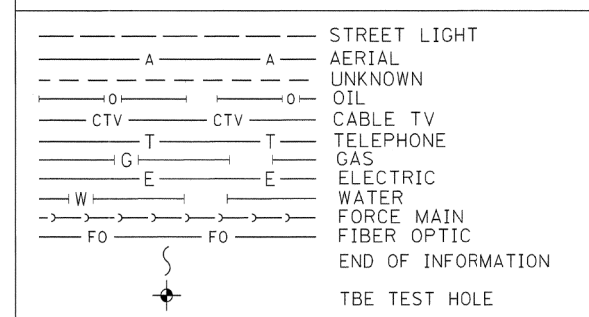 STREET LIGHT
A A AERIAL
UNKNOWN
O O OIL
CTV CTV CABLE TV
T T TELEPHONE
G GAS
E E ELECTRIC
W WATER
FORCE MAIN
FO FO FIBER OPTIC
END OF INFORMATION
TBE TEST HOLE